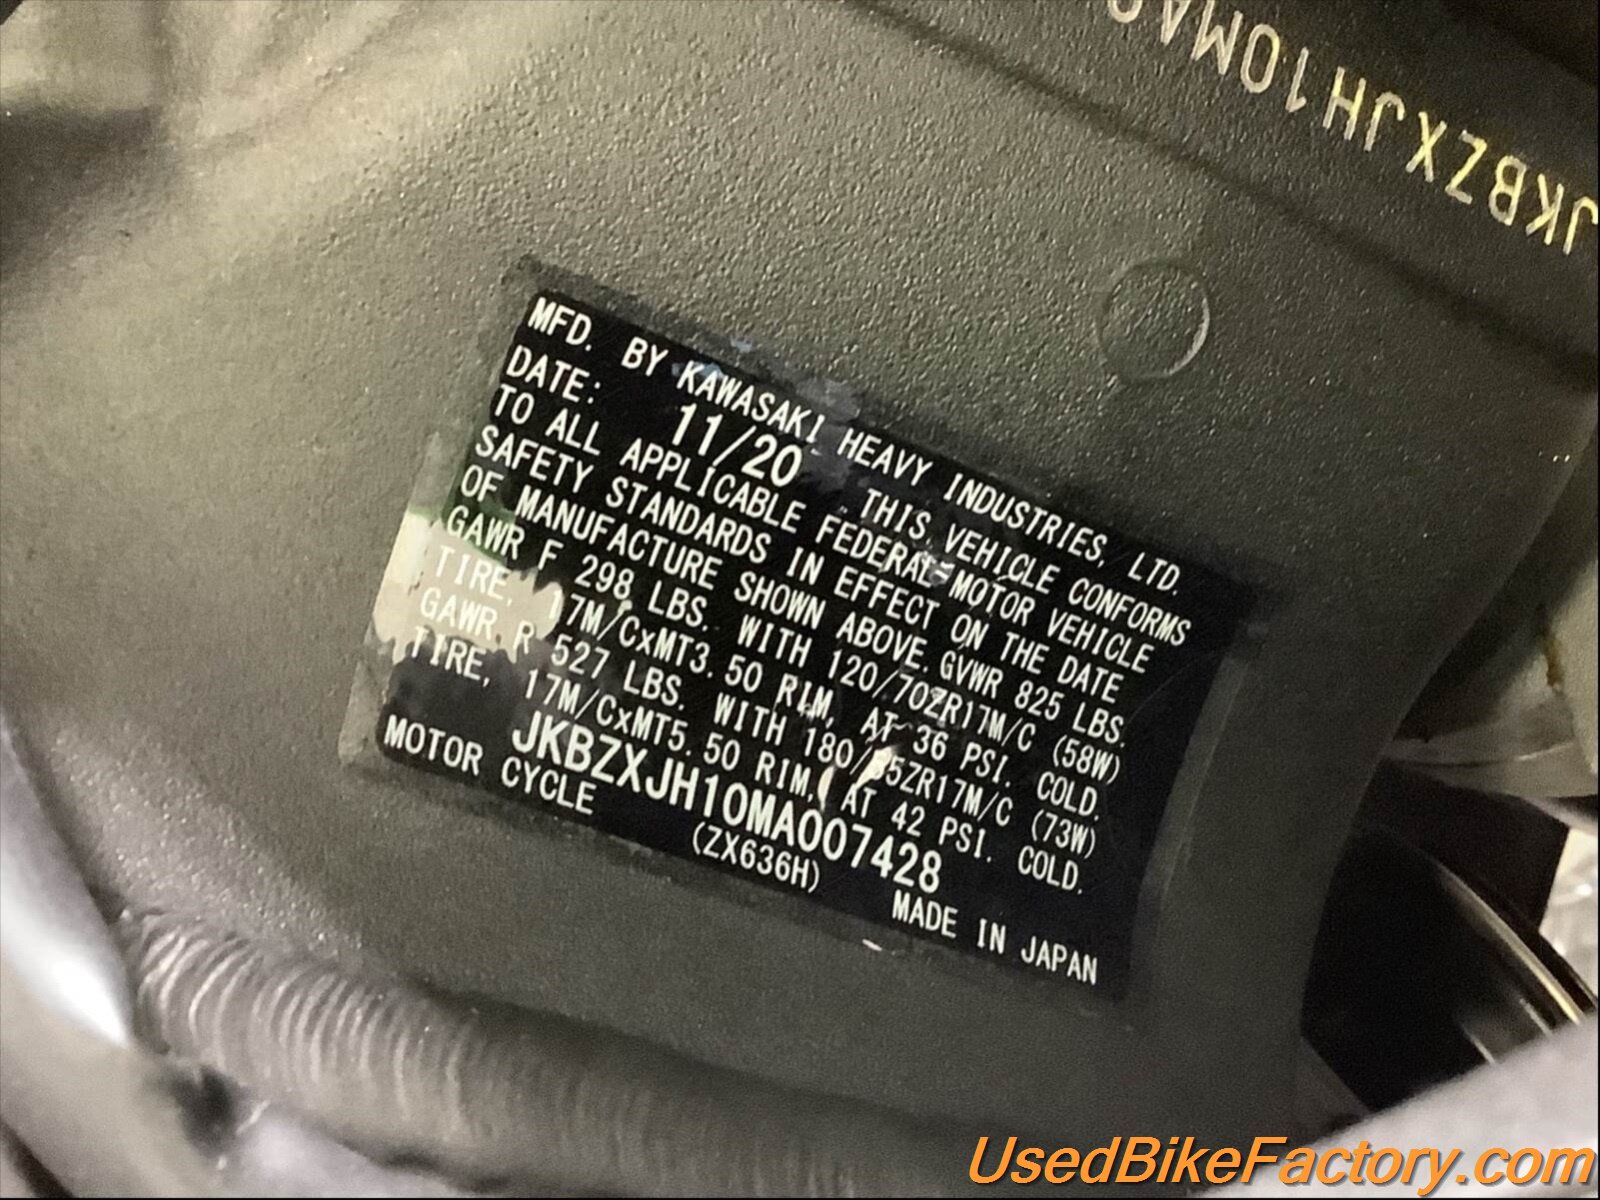 JKBZXJH10MA0
MFD. BY KAWASAKI HEAVY INDUSTRIES, LTD.
DATE: 11/20 THIS VEHICLE CONFORMS
TO ALL APPLICABLE FEDERAL MOTOR VEHICLE
SAFETY STANDARDS IN EFFECT ON THE DATE
OF MANUFACTURE SHOWN ABOVE. GVWR 825 LBS.
GAWR F 298 LBS. WITH 120/70ZR17M/C (58W)
TIRE, 17M/CxMT3.50 RIM, AT 36 PSI. COLD.
GAWR R 527 LBS. WITH 180/55ZR17M/C (73W)
TIRE, 17M/CxMT5.50 RIM, AT 42 PSI. COLD.
JKBZXJH10MA007428
MOTOR CYCLE (ZX636H) MADE IN JAPAN
UsedBikeFactory.com